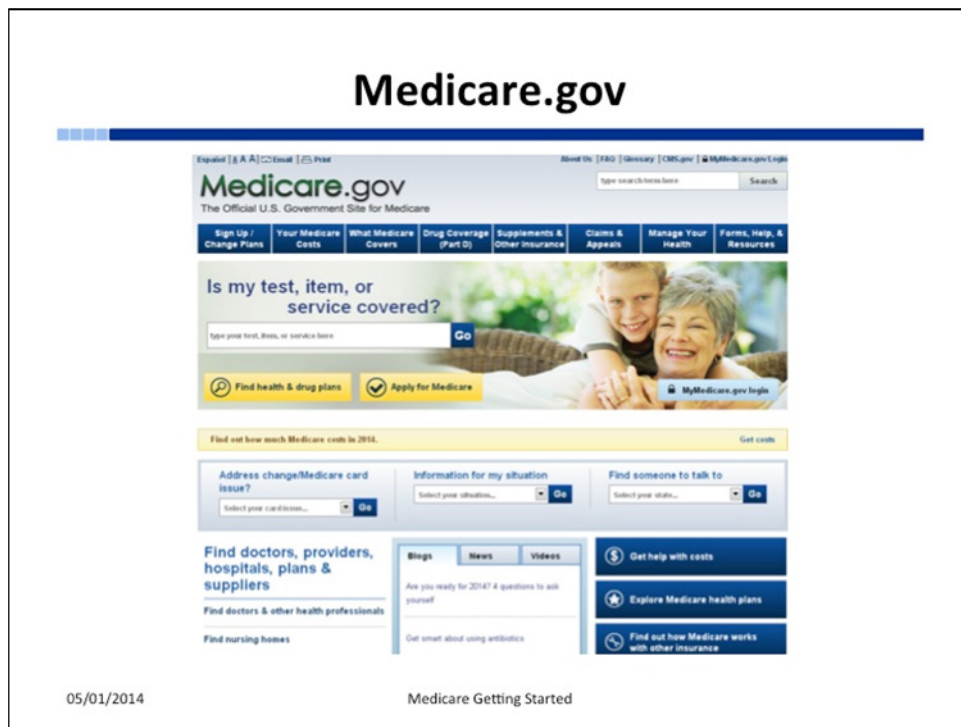 Medicare.gov
Español | A A A | Email | Print
About Us | FAQ | Glossary | CMS.gov | MyMedicare.gov Login
Medicare.gov
type search term here
Search
The Official U.S. Government Site for Medicare
Sign Up / Change Plans
Your Medicare Costs
What Medicare Covers
Drug Coverage (Part D)
Supplements & Other Insurance
Claims & Appeals
Manage Your Health
Forms, Help, & Resources
Is my test, item, or
service covered?
type your test, item, or service here
Go
Find health & drug plans
Apply for Medicare
MyMedicare.gov login
Find out how much Medicare costs in 2014.
Get costs
Address change/Medicare card
issue?
Select your card issue...
Go
Information for my situation
Select your situation...
Go
Find someone to talk to
Select your state...
Go
Find doctors, providers,
hospitals, plans &
suppliers
Find doctors & other health professionals
Find nursing homes
Blogs
News
Videos
Are you ready for 2014? 4 questions to ask
yourself
Get smart about using antibiotics
Get help with costs
Explore Medicare health plans
Find out how Medicare works
with other insurance
05/01/2014
Medicare Getting Started